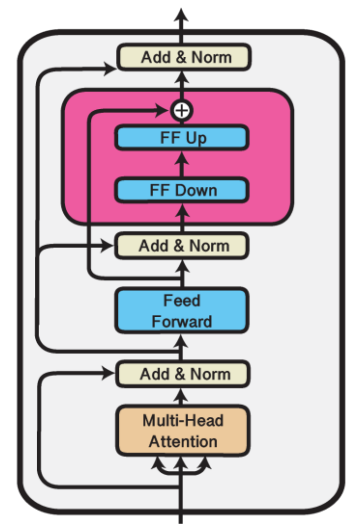 Add & Norm
+
FF Up
FF Down
Add & Norm
Feed
Forward
Add & Norm
Multi-Head
Attention